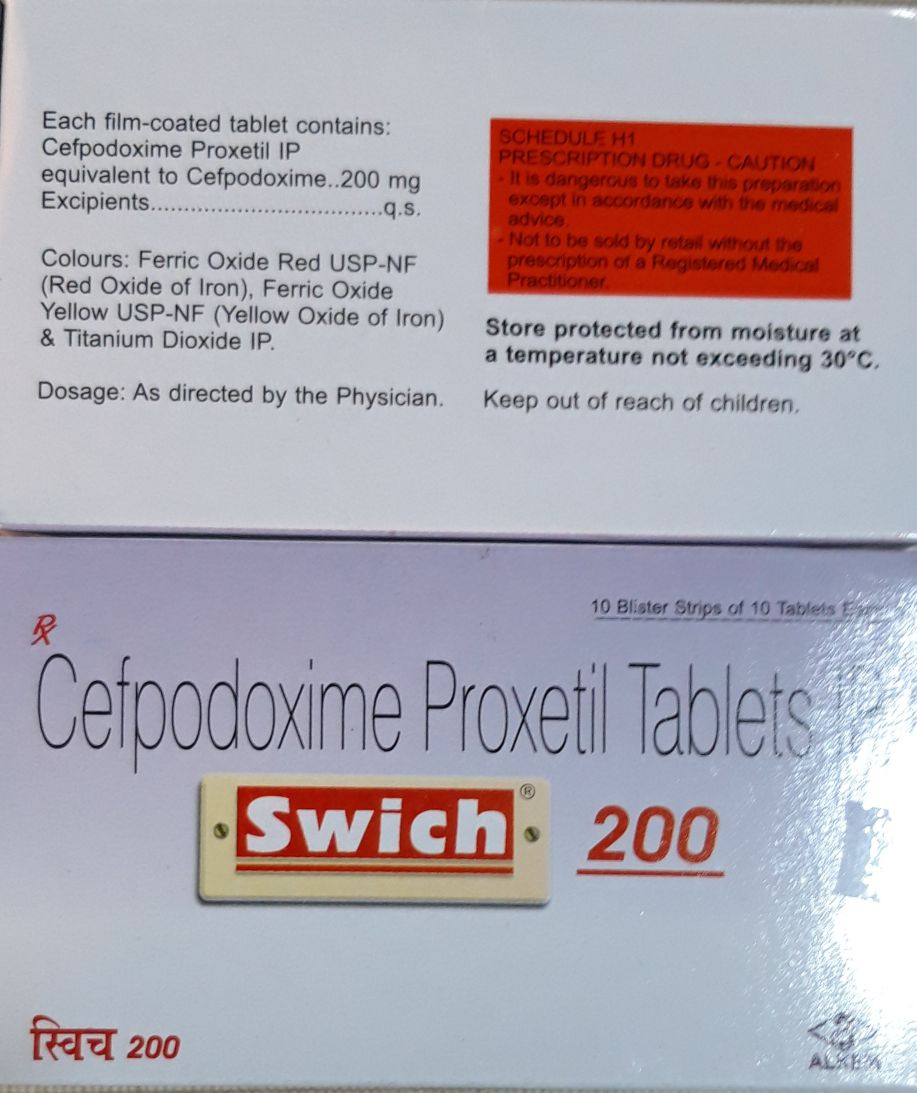 Each film-coated tablet contains:
Cefpodoxime Proxetil IP
equivalent to Cefpodoxime..200 mg
Excipients...................................q.s.
Colours: Ferric Oxide Red USP-NF
(Red Oxide of Iron), Ferric Oxide
Yellow USP-NF (Yellow Oxide of Iron)
& Titanium Dioxide IP.
Dosage: As directed by the Physician.
SCHEDULE H1
PRESCRIPTION DRUG - CAUTION
- It is dangerous to take this preparation
except in accordance with the medical
advice.
- Not to be sold by retail without the
prescription of a Registered Medical
Practitioner.
Store protected from moisture at
a temperature not exceeding 30°C.
Keep out of reach of children.
10 Blister Strips of 10 Tablets
Rx
Cefpodoxime Proxetil Tablets IP
Swich ®
200
स्विच 200
ALKEM